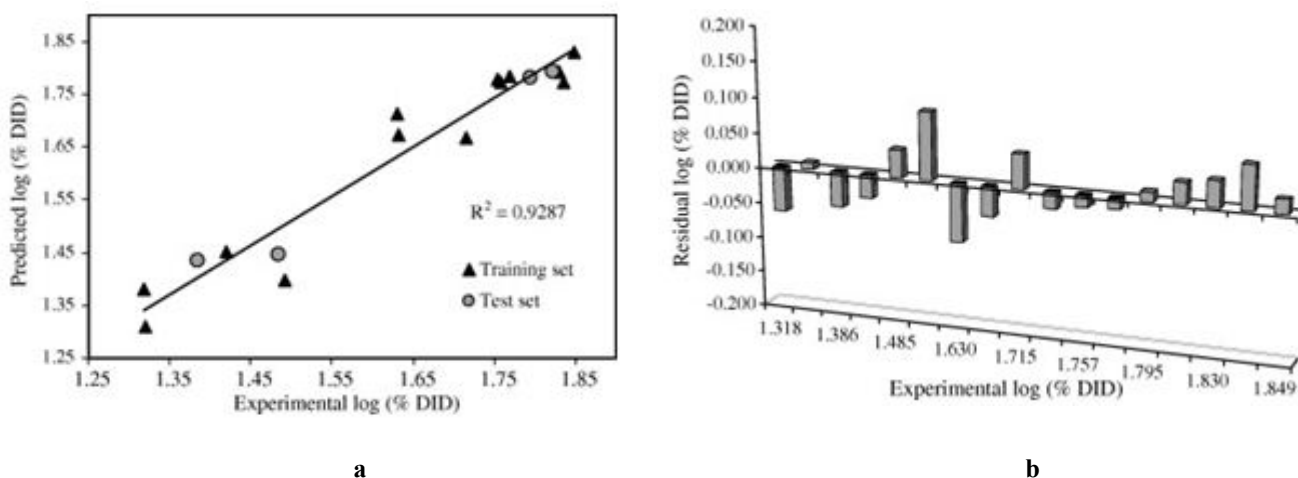 Predicted log (% DID)
1.85
1.75
1.65
1.55
1.45
1.35
1.25
R² = 0.9287
Training set
Test set
1.25 1.35 1.45 1.55 1.65 1.75 1.85
Experimental log (% DID)
a
Residual log (% DID)
0.200
0.150
0.100
0.050
0.000
-0.050
-0.100
-0.150
-0.200
1.318 1.386 1.485 1.630 1.715 1.757 1.795 1.830 1.849
Experimental log (% DID)
b